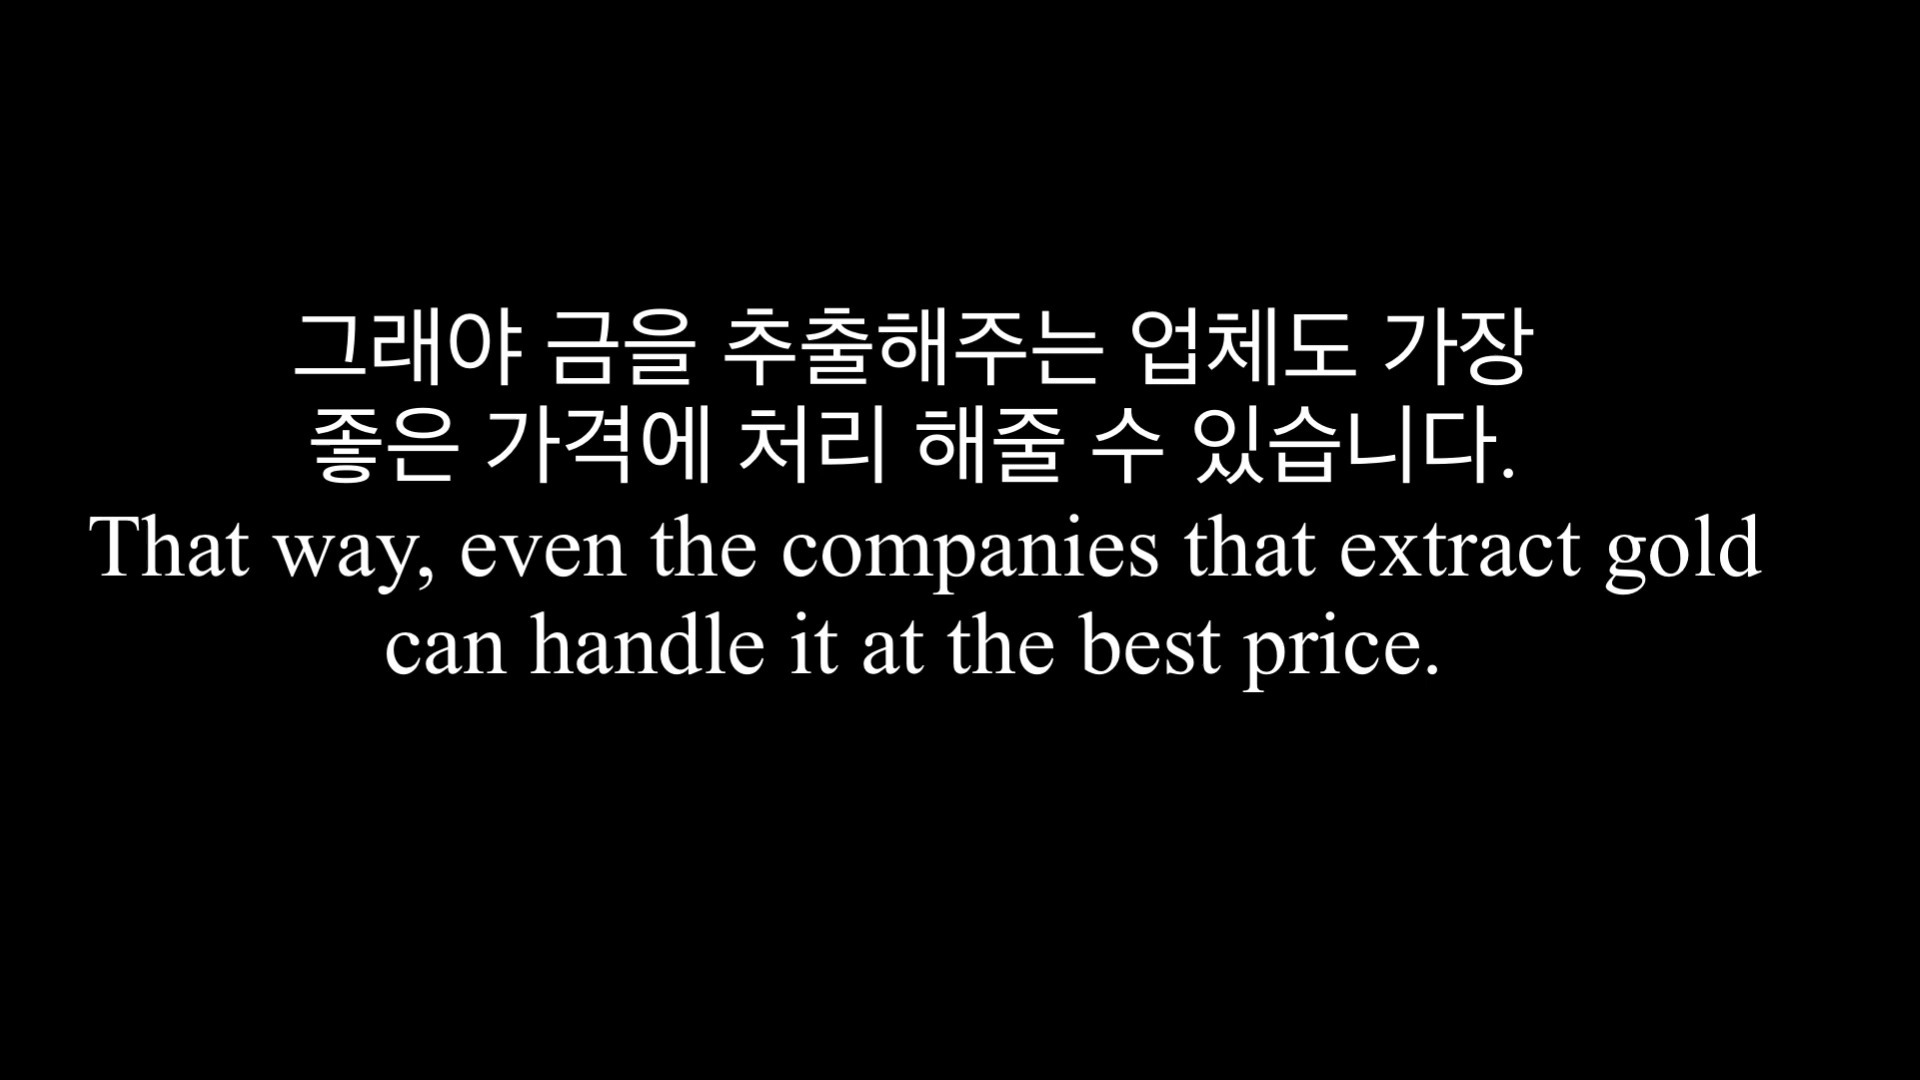 그래야 금을 추출해주는 업체도 가장
좋은 가격에 처리 해줄 수 있습니다.
That way, even the companies that extract gold
can handle it at the best price.